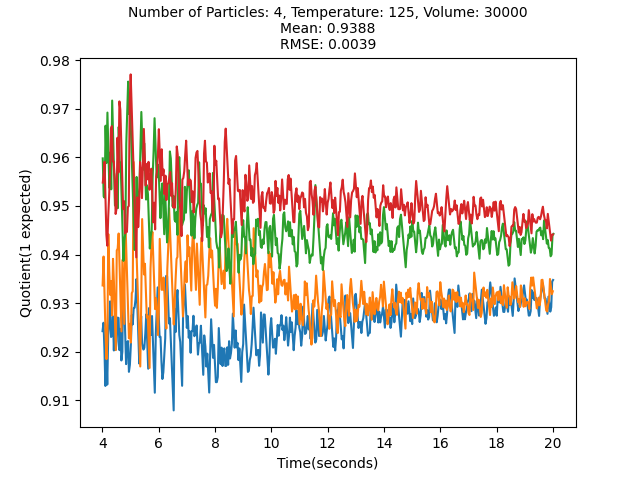 Number of Particles: 4, Temperature: 125, Volume: 30000
Mean: 0.9388
RMSE: 0.0039
0.98
0.97
0.96
0.95
0.94
0.93
0.92
0.91
Quotient(1 expected)
4 6 8 10 12 14 16 18 20
Time(seconds)